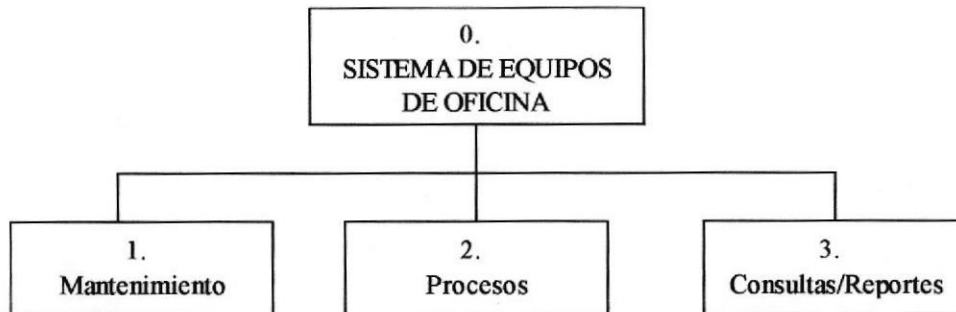 0.
SISTEMA DE EQUIPOS
DE OFICINA
1.
Mantenimiento
2.
Procesos
3.
Consultas/Reportes